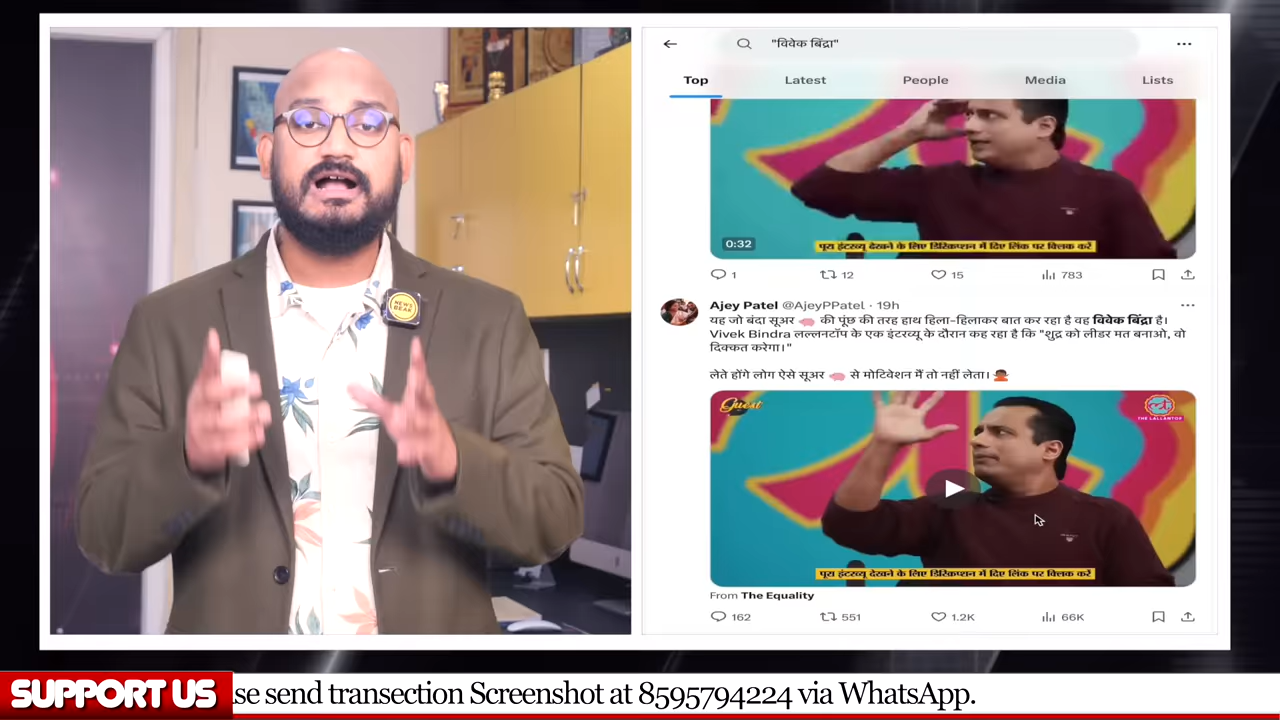 NEWS
BEAK
"विवेक बिंद्रा"
Top
Latest
People
Media
Lists
0:32
पूरा इंटरव्यू देखने के लिए डिस्क्रिप्शन में दिए लिंक पर क्लिक करें
1
12
15
783
Ajey Patel @AjeyPPatel · 19h
यह जो बंदा सूअर 🐖 की पूंछ की तरह हाथ हिला-हिलाकर बात कर रहा है वह विवेक बिंद्रा है।
Vivek Bindra लल्लनटॉप के एक इंटरव्यू के दौरान कह रहा है कि "शुद्र को लीडर मत बनाओ, वो
दिक्कत करेगा।"
लेते होंगे लोग ऐसे सूअर 🐖 से मोटिवेशन मैं तो नहीं लेता। 🙅🏾
Guest
THE LALLANTOP
पूरा इंटरव्यू देखने के लिए डिस्क्रिप्शन में दिए लिंक पर क्लिक करें
From The Equality
162
551
1.2K
66K
SUPPORT US
se send transection Screenshot at 8595794224 via WhatsApp.